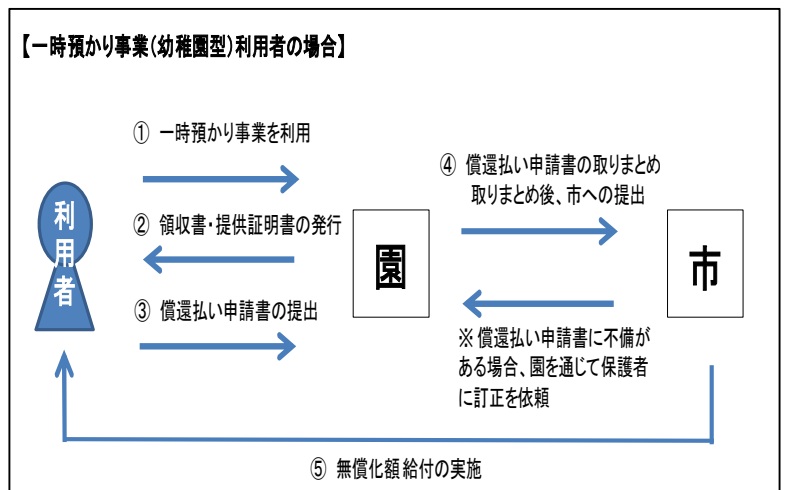 【一時預かり事業(幼稚園型)利用者の場合】
① 一時預かり事業を利用
② 領収書・提供証明書の発行
③ 償還払い申請書の提出
利用者
園
④ 償還払い申請書の取りまとめ
取りまとめ後、市への提出
市
※償還払い申請書に不備が
ある場合、園を通じて保護者
に訂正を依頼
⑤ 無償化額給付の実施